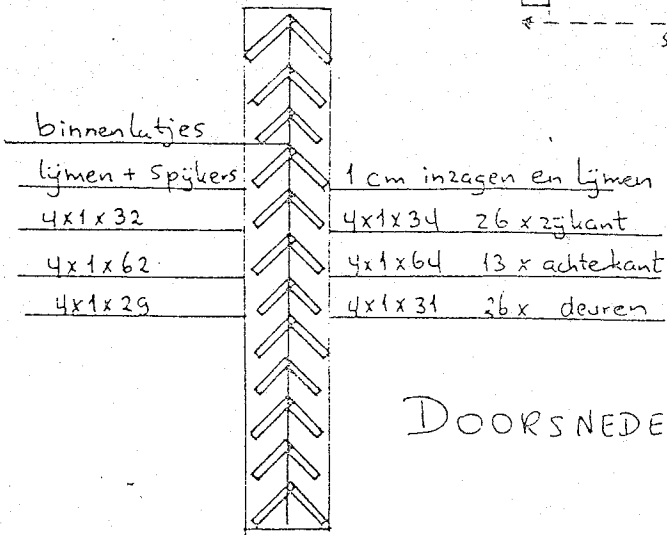 s
binnenlatjes
lijmen + Spijkers
4x1x32
4x1x62
4x1x29
1 cm inzagen en lijmen
4x1x34 26 x zijkant
4x1x64 13 x achterkant
4x1x31 26 x deuren
DOORSNEDE